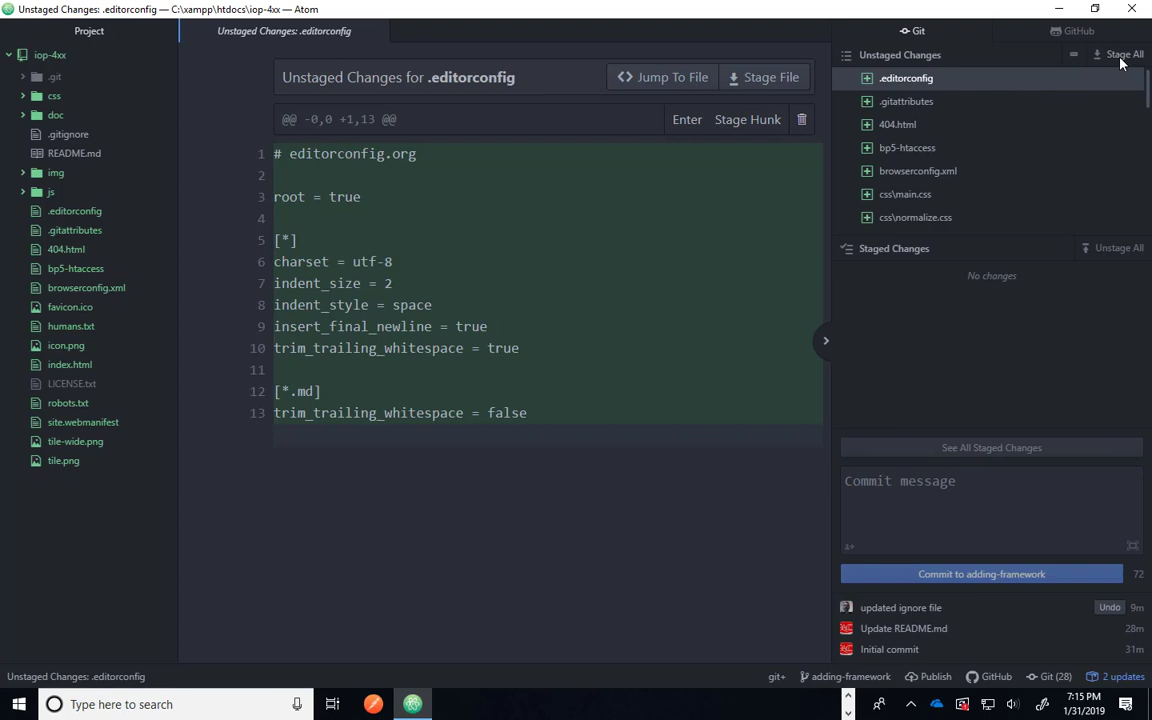 Unstaged Changes: .editorconfig — C:\xampp\htdocs\iop-4xx — Atom
Project
Unstaged Changes: .editorconfig
Git
GitHub
iop-4xx
.git
css
doc
.gitignore
README.md
img
js
.editorconfig
.gitattributes
404.html
bp5-htaccess
browserconfig.xml
favicon.ico
humans.txt
icon.png
index.html
LICENSE.txt
robots.txt
site.webmanifest
tile-wide.png
tile.png
Unstaged Changes for .editorconfig
Jump To File
Stage File
@@ -0,0 +1,13 @@
Enter Stage Hunk
1 # editorconfig.org
2
3 root = true
4
5 [*]
6 charset = utf-8
7 indent_size = 2
8 indent_style = space
9 insert_final_newline = true
10 trim_trailing_whitespace = true
11
12 [*.md]
13 trim_trailing_whitespace = false
Unstaged Changes
Stage All
.editorconfig
.gitattributes
404.html
bp5-htaccess
browserconfig.xml
css\main.css
css\normalize.css
Staged Changes
Unstage All
No changes
See All Staged Changes
Commit message
Commit to adding-framework 72
updated ignore file Undo 9m
Update README.md 28m
Initial commit 31m
Unstaged Changes: .editorconfig
git+ adding-framework Publish GitHub Git (28) 2 updates
Type here to search
7:15 PM
1/31/2019